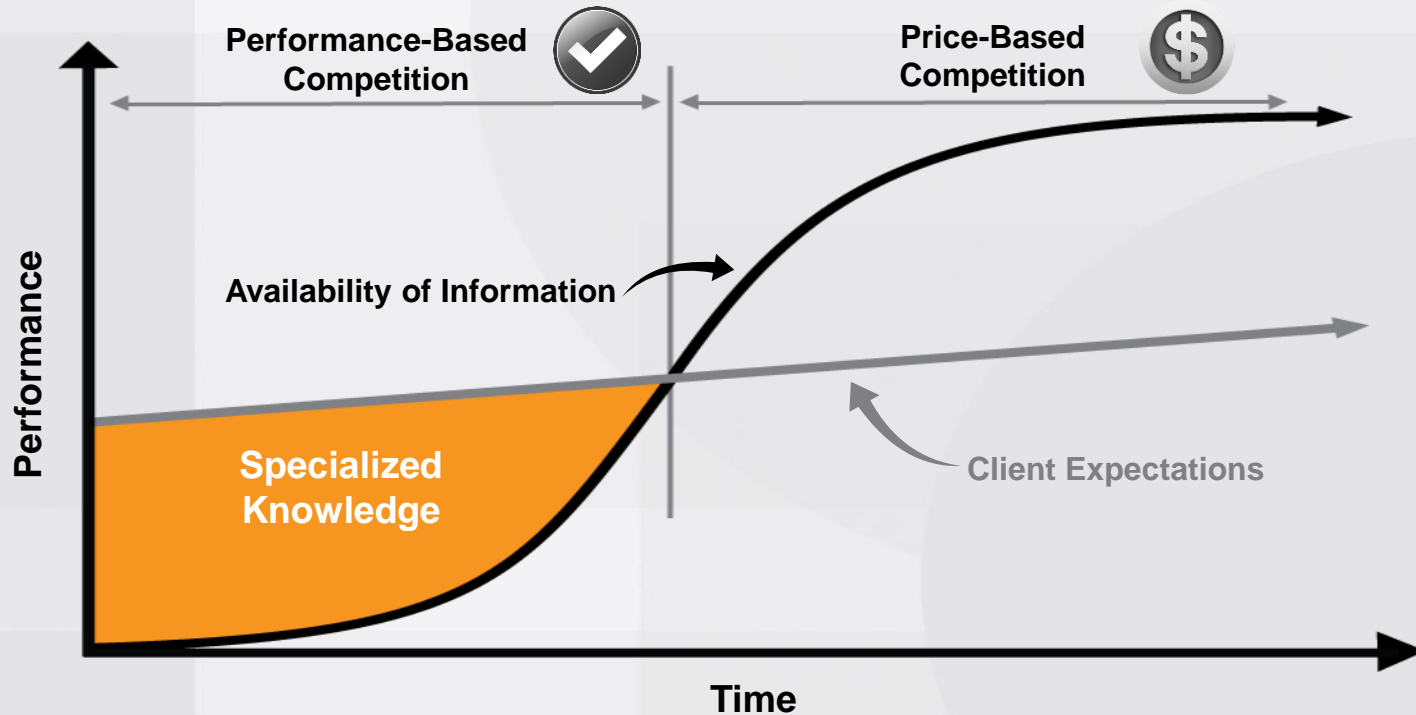 Performance-Based
Competition
Price-Based
Competition
$
Performance
Availability of Information
Specialized
Knowledge
Client Expectations
Time